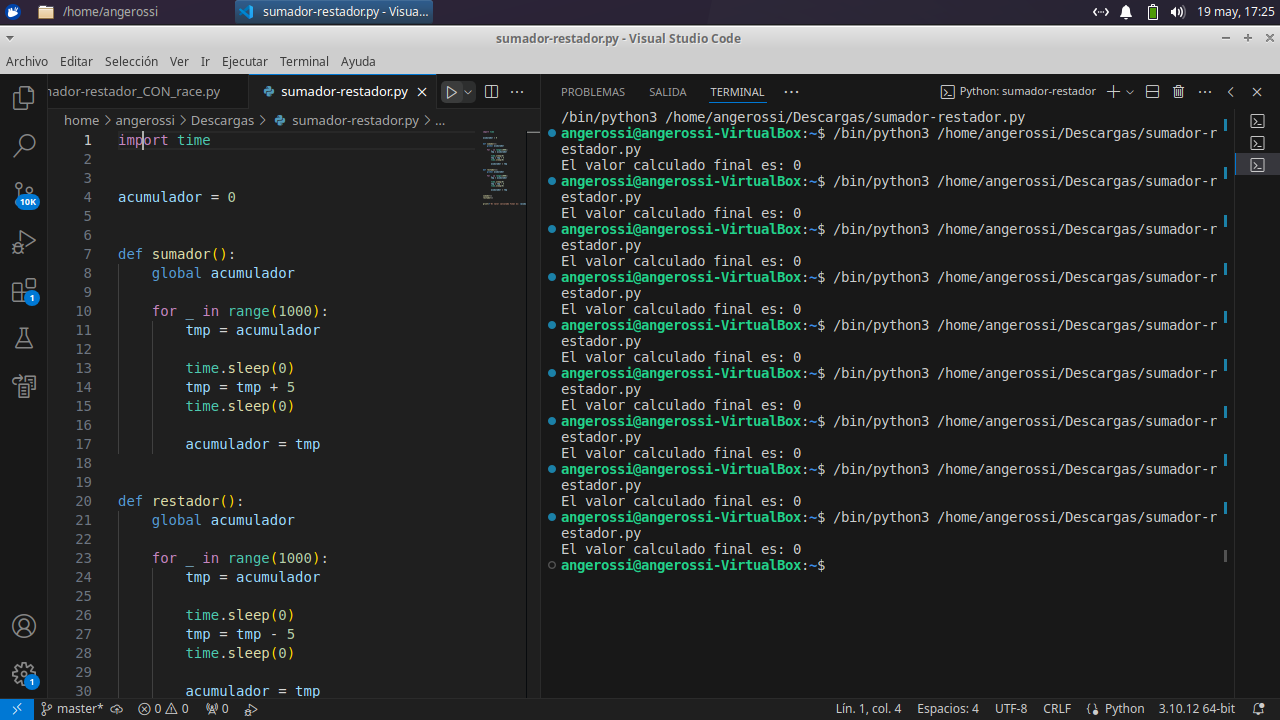 /home/angerossi
sumador-restador.py - Visua...
19 may, 17:25
sumador-restador.py - Visual Studio Code
Archivo Editar Selección Ver Ir Ejecutar Terminal Ayuda
mador-restador_CON_race.py
sumador-restador.py
home > angerossi > Descargas > sumador-restador.py > ...
1 import time
2
3
4 acumulador = 0
5
6
7 def sumador():
8 global acumulador
9
10 for _ in range(1000):
11 tmp = acumulador
12
13 time.sleep(0)
14 tmp = tmp + 5
15 time.sleep(0)
16
17 acumulador = tmp
18
19
20 def restador():
21 global acumulador
22
23 for _ in range(1000):
24 tmp = acumulador
25
26 time.sleep(0)
27 tmp = tmp - 5
28 time.sleep(0)
29
30 acumulador = tmp
10K
1
1
PROBLEMAS SALIDA TERMINAL ...
Python: sumador-restador
/bin/python3 /home/angerossi/Descargas/sumador-restador.py
angerossi@angerossi-VirtualBox:~$ /bin/python3 /home/angerossi/Descargas/sumador-r
estador.py
El valor calculado final es: 0
angerossi@angerossi-VirtualBox:~$ /bin/python3 /home/angerossi/Descargas/sumador-r
estador.py
El valor calculado final es: 0
angerossi@angerossi-VirtualBox:~$ /bin/python3 /home/angerossi/Descargas/sumador-r
estador.py
El valor calculado final es: 0
angerossi@angerossi-VirtualBox:~$ /bin/python3 /home/angerossi/Descargas/sumador-r
estador.py
El valor calculado final es: 0
angerossi@angerossi-VirtualBox:~$ /bin/python3 /home/angerossi/Descargas/sumador-r
estador.py
El valor calculado final es: 0
angerossi@angerossi-VirtualBox:~$ /bin/python3 /home/angerossi/Descargas/sumador-r
estador.py
El valor calculado final es: 0
angerossi@angerossi-VirtualBox:~$ /bin/python3 /home/angerossi/Descargas/sumador-r
estador.py
El valor calculado final es: 0
angerossi@angerossi-VirtualBox:~$ /bin/python3 /home/angerossi/Descargas/sumador-r
estador.py
El valor calculado final es: 0
angerossi@angerossi-VirtualBox:~$ /bin/python3 /home/angerossi/Descargas/sumador-r
estador.py
El valor calculado final es: 0
angerossi@angerossi-VirtualBox:~$
master* 0 0 0 Lín. 1, col. 4 Espacios: 4 UTF-8 CRLF Python 3.10.12 64-bit